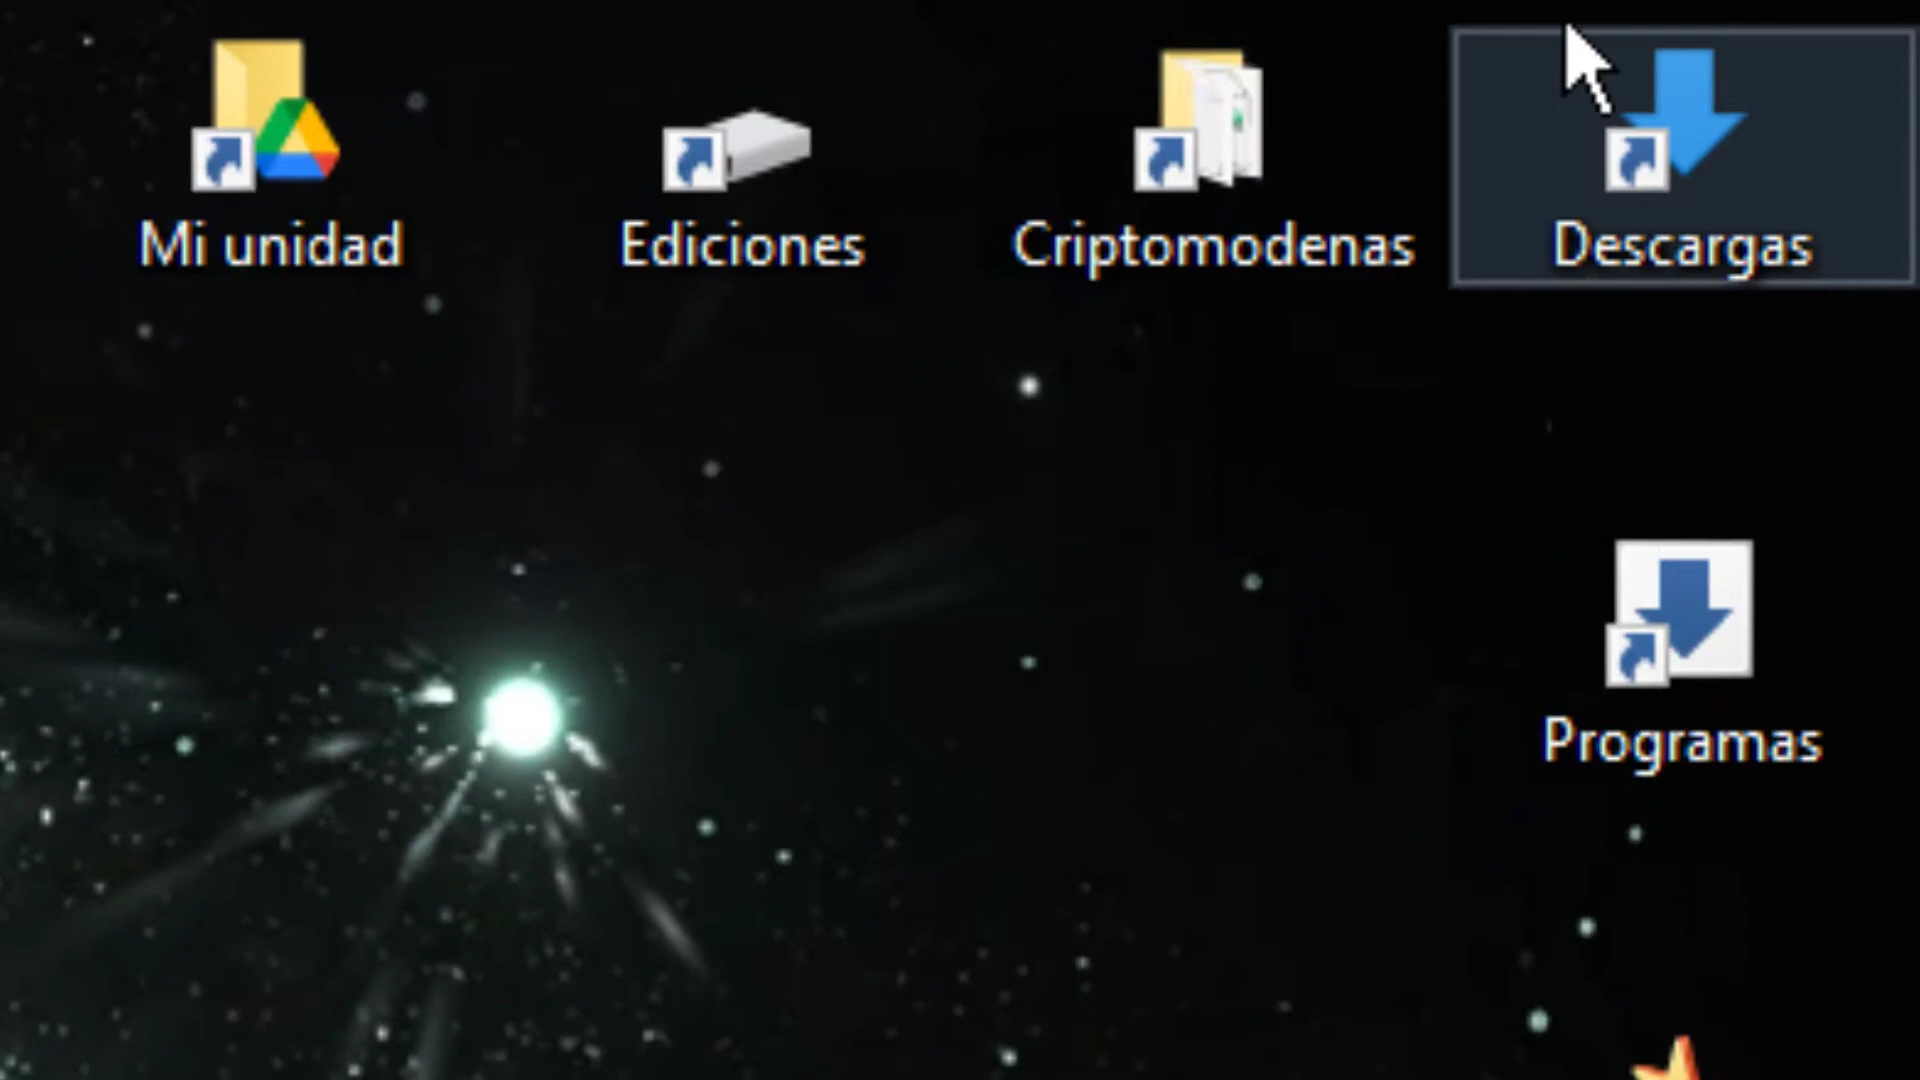 Mi unidad
Ediciones
Criptomodenas
Descargas
Programas